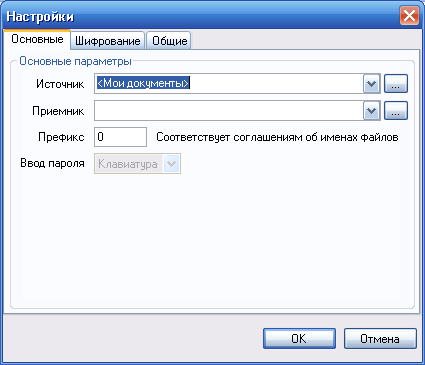 Настройки
Основные Шифрование Общие
Основные параметры
Источник <Мои документы> ...
Приемник ...
Префикс 0 Соответствует соглашениям об именах файлов
Ввод пароля Клавиатура
OK Отмена